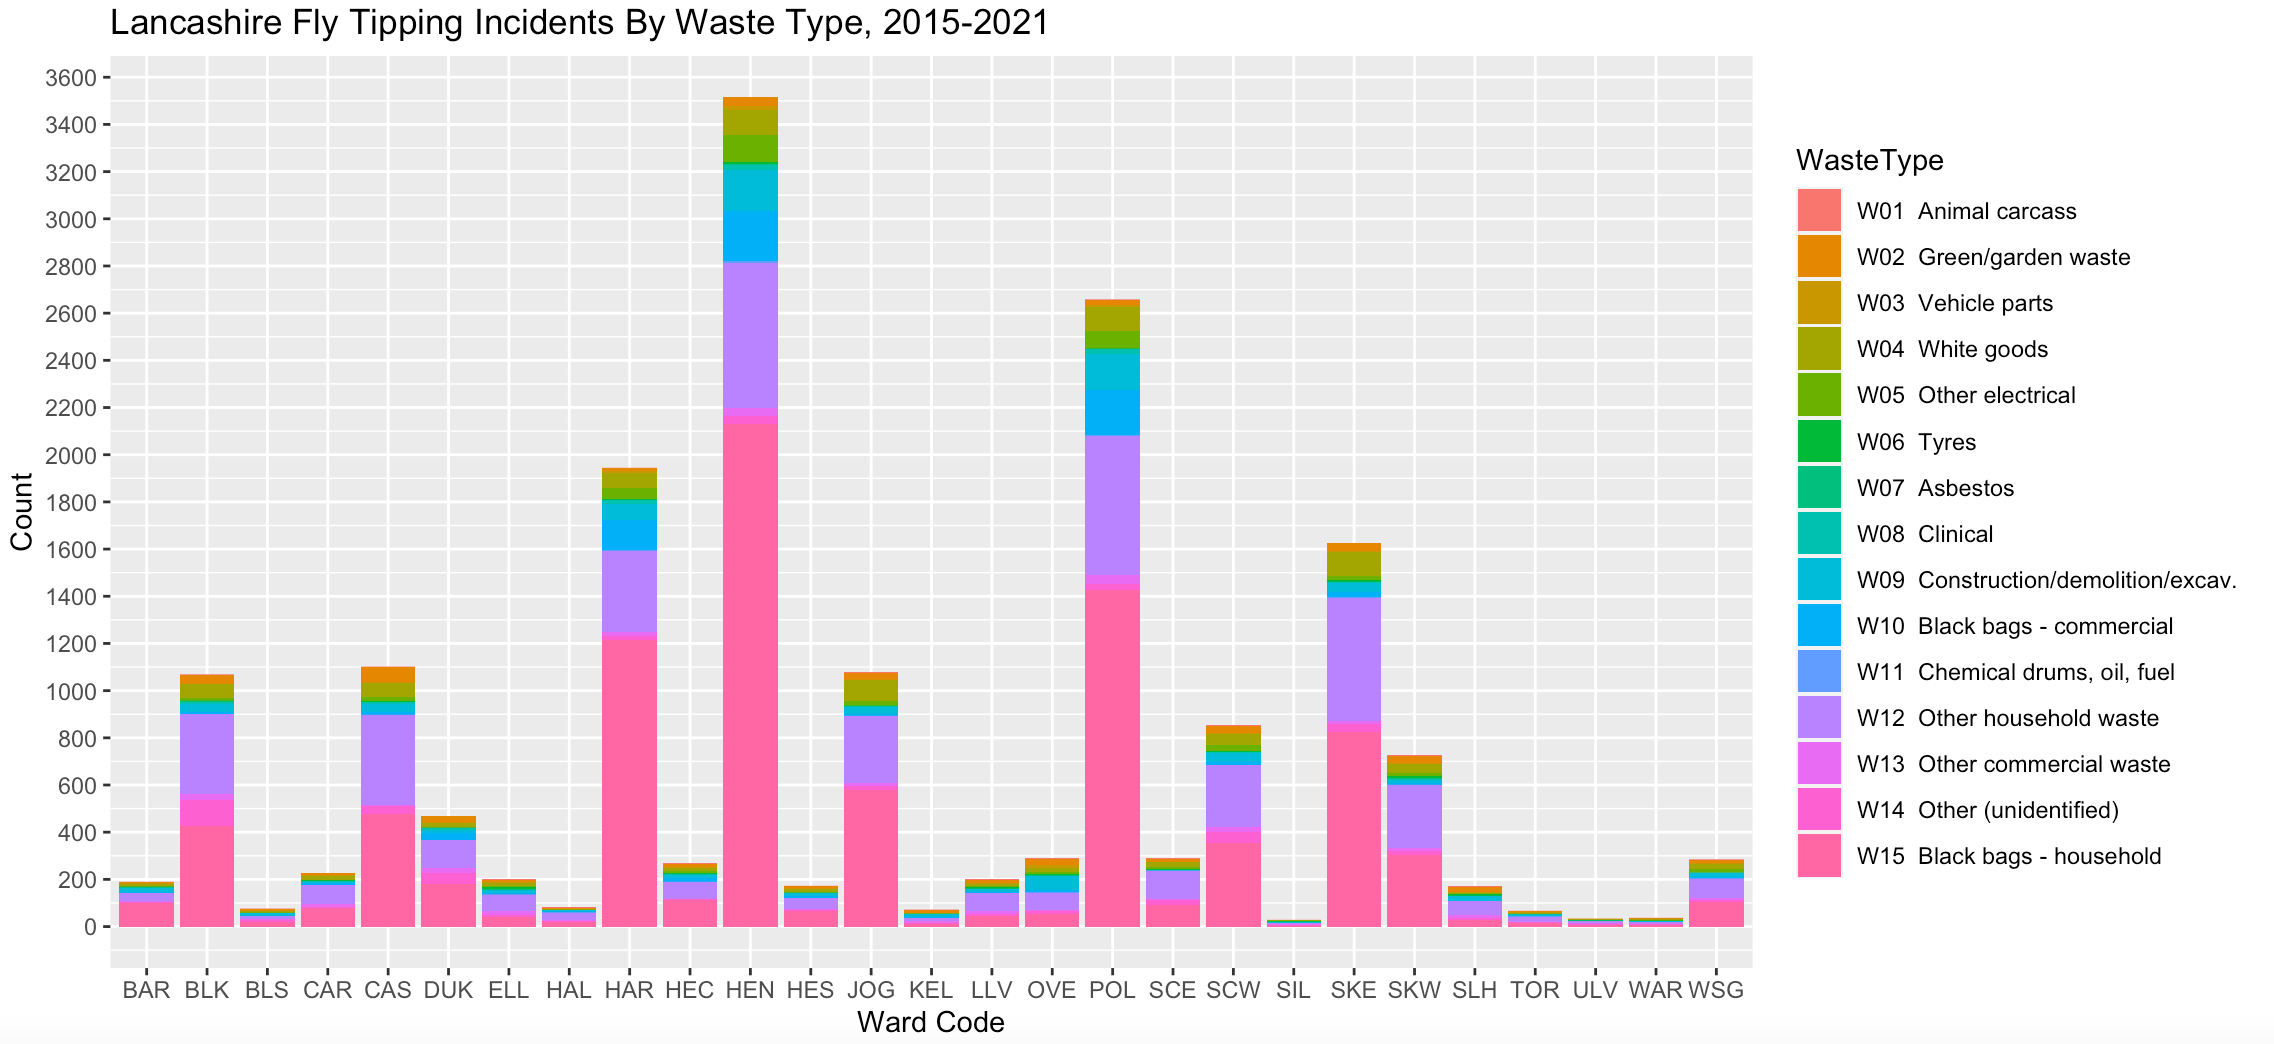 Lancashire Fly Tipping Incidents By Waste Type, 2015-2021
3600
3400
3200
3000
2800
2600
2400
2200
2000
1800
1600
1400
1200
1000
800
600
400
200
0
Count
BAR BLK BLS CAR CAS DUK ELL HAL HAR HEC HEN HES JOG KEL LLV OVE POL SCE SCW SIL SKE SKW SLH TOR ULV WAR WSG
Ward Code
WasteType
W01 Animal carcass
W02 Green/garden waste
W03 Vehicle parts
W04 White goods
W05 Other electrical
W06 Tyres
W07 Asbestos
W08 Clinical
W09 Construction/demolition/excav.
W10 Black bags - commercial
W11 Chemical drums, oil, fuel
W12 Other household waste
W13 Other commercial waste
W14 Other (unidentified)
W15 Black bags - household